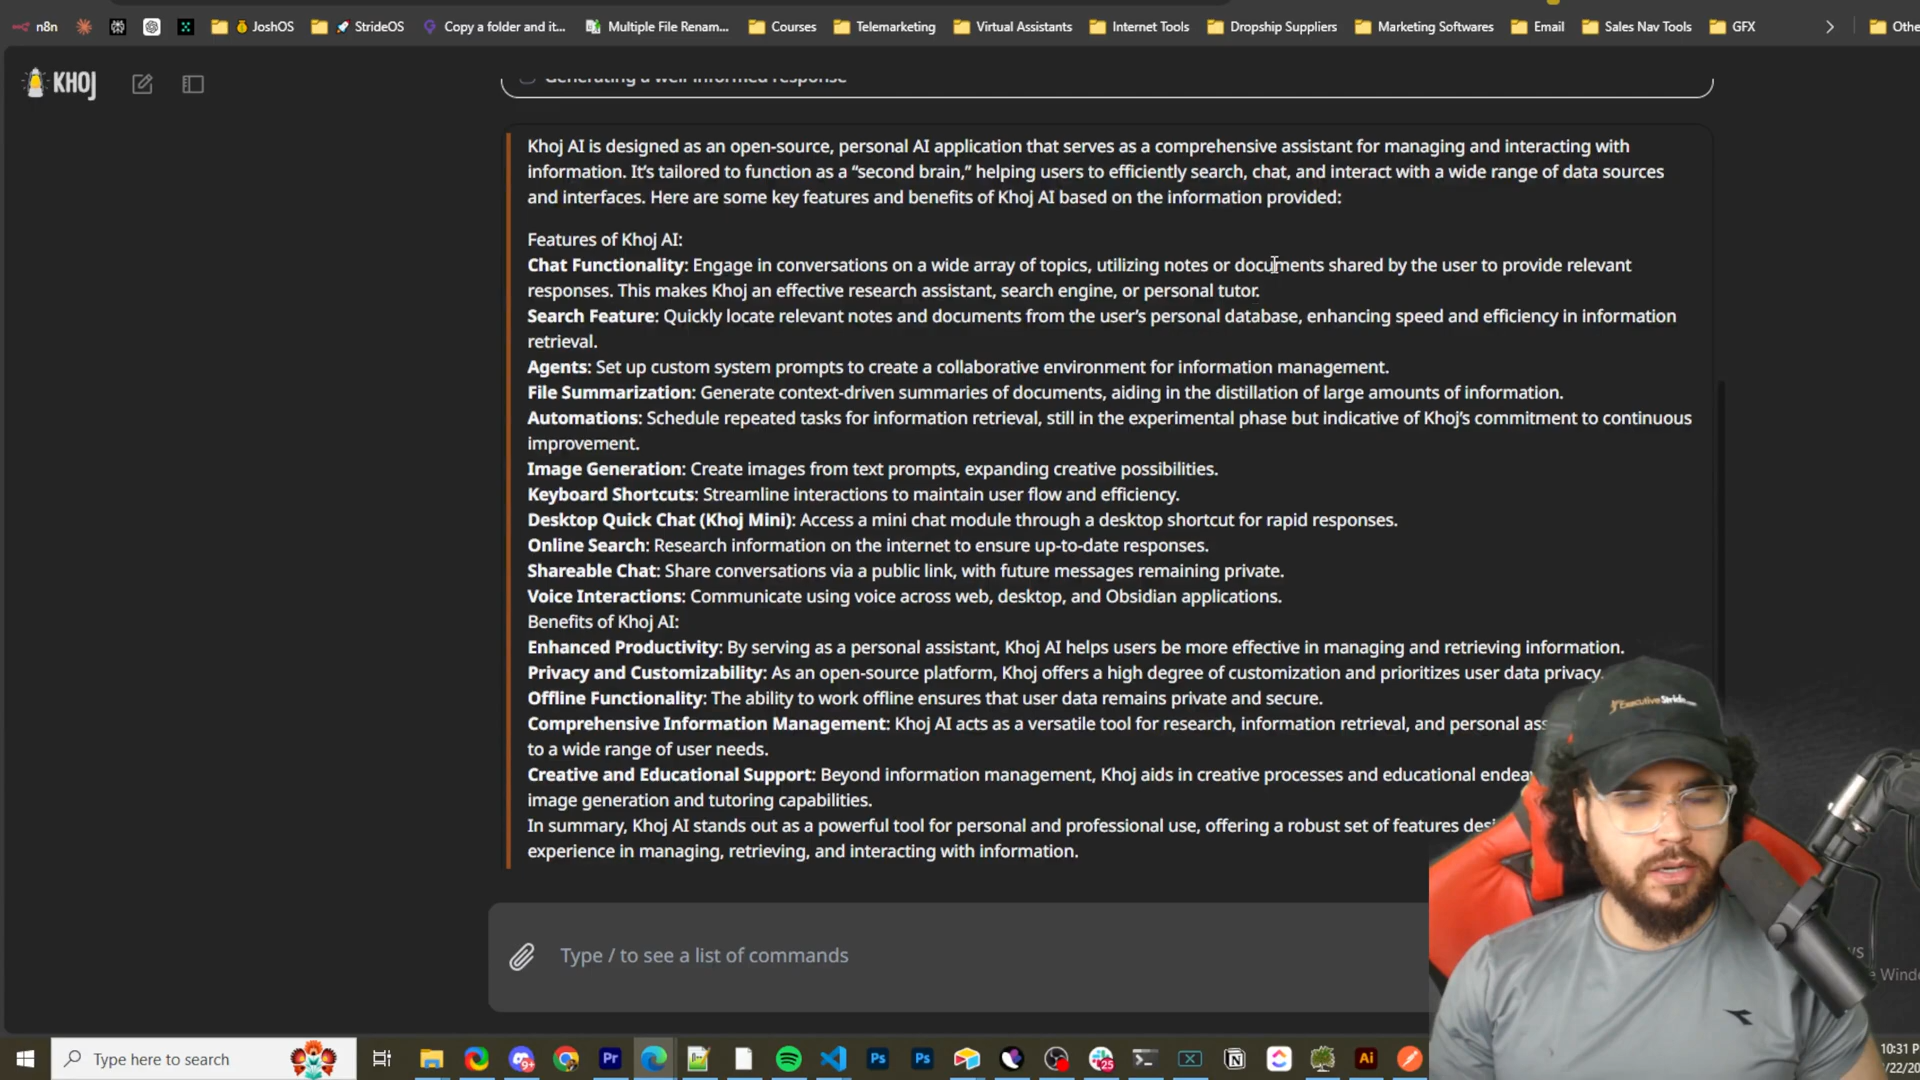 n8n
JoshOS
StrideOS
Copy a folder and it...
Multiple File Renam...
Courses
Telemarketing
Virtual Assistants
Internet Tools
Dropship Suppliers
Marketing Softwares
Email
Sales Nav Tools
GFX
Othe
KHOJ
Generating a well-informed response
Khoj AI is designed as an open-source, personal AI application that serves as a comprehensive assistant for managing and interacting with
information. It's tailored to function as a “second brain,” helping users to efficiently search, chat, and interact with a wide range of data sources
and interfaces. Here are some key features and benefits of Khoj AI based on the information provided:
Features of Khoj AI:
Chat Functionality: Engage in conversations on a wide array of topics, utilizing notes or documents shared by the user to provide relevant
responses. This makes Khoj an effective research assistant, search engine, or personal tutor.
Search Feature: Quickly locate relevant notes and documents from the user's personal database, enhancing speed and efficiency in information
retrieval.
Agents: Set up custom system prompts to create a collaborative environment for information management.
File Summarization: Generate context-driven summaries of documents, aiding in the distillation of large amounts of information.
Automations: Schedule repeated tasks for information retrieval, still in the experimental phase but indicative of Khoj's commitment to continuous
improvement.
Image Generation: Create images from text prompts, expanding creative possibilities.
Keyboard Shortcuts: Streamline interactions to maintain user flow and efficiency.
Desktop Quick Chat (Khoj Mini): Access a mini chat module through a desktop shortcut for rapid responses.
Online Search: Research information on the internet to ensure up-to-date responses.
Shareable Chat: Share conversations via a public link, with future messages remaining private.
Voice Interactions: Communicate using voice across web, desktop, and Obsidian applications.
Benefits of Khoj AI:
Enhanced Productivity: By serving as a personal assistant, Khoj AI helps users be more effective in managing and retrieving information.
Privacy and Customizability: As an open-source platform, Khoj offers a high degree of customization and prioritizes user data privacy.
Offline Functionality: The ability to work offline ensures that user data remains private and secure.
Comprehensive Information Management: Khoj AI acts as a versatile tool for research, information retrieval, and personal ass
to a wide range of user needs.
Creative and Educational Support: Beyond information management, Khoj aids in creative processes and educational endea
image generation and tutoring capabilities.
In summary, Khoj AI stands out as a powerful tool for personal and professional use, offering a robust set of features desi
experience in managing, retrieving, and interacting with information.
Type / to see a list of commands
ExecutiveStride
ws
e Wind
Type here to search
Pr
Ps
Ps
25
Ai
10:31 P
/22/20